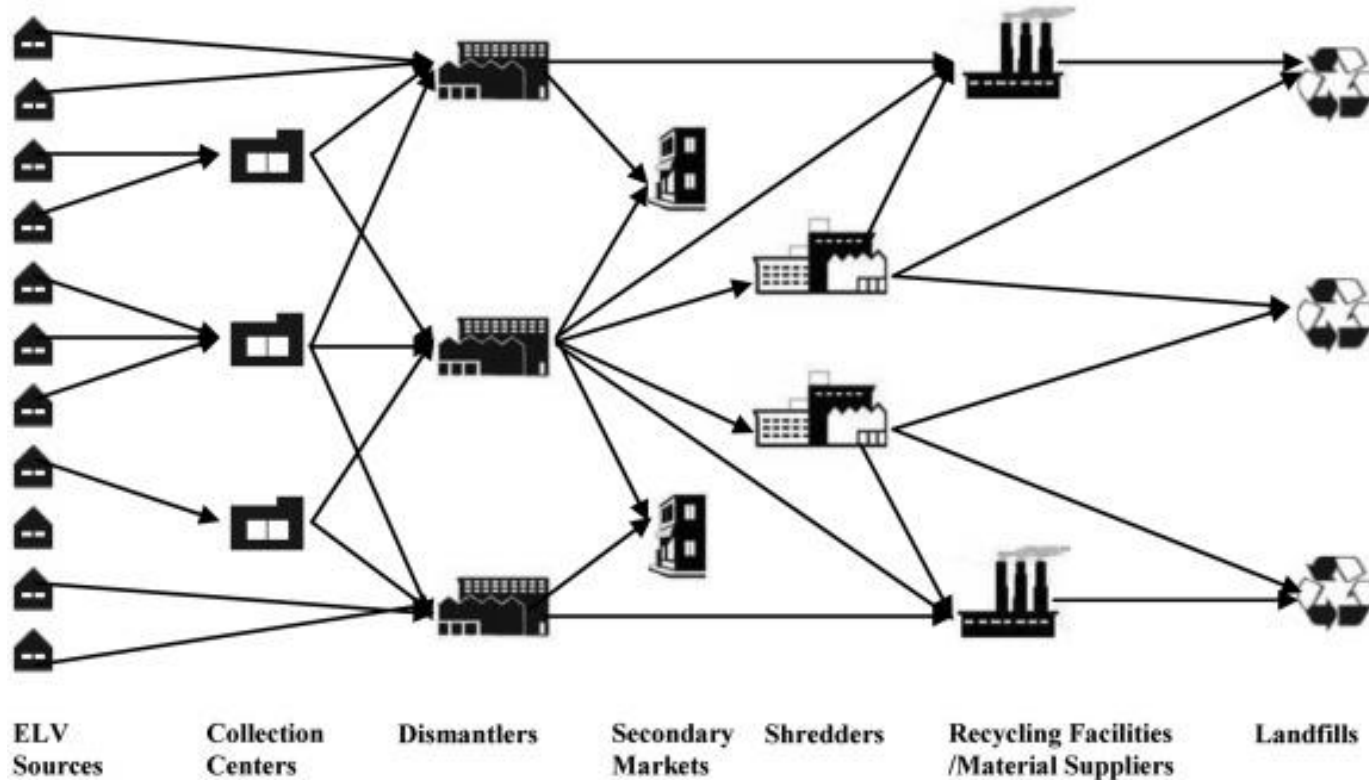 ELV Sources
Collection Centers
Dismantlers
Secondary Markets
Shredders
Recycling Facilities /Material Suppliers
Landfills